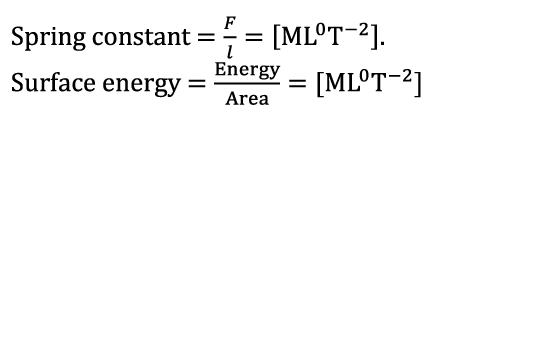 Spring constant = F/l = [ML⁰T⁻²].
Surface energy = Energy/Area = [ML⁰T⁻²]